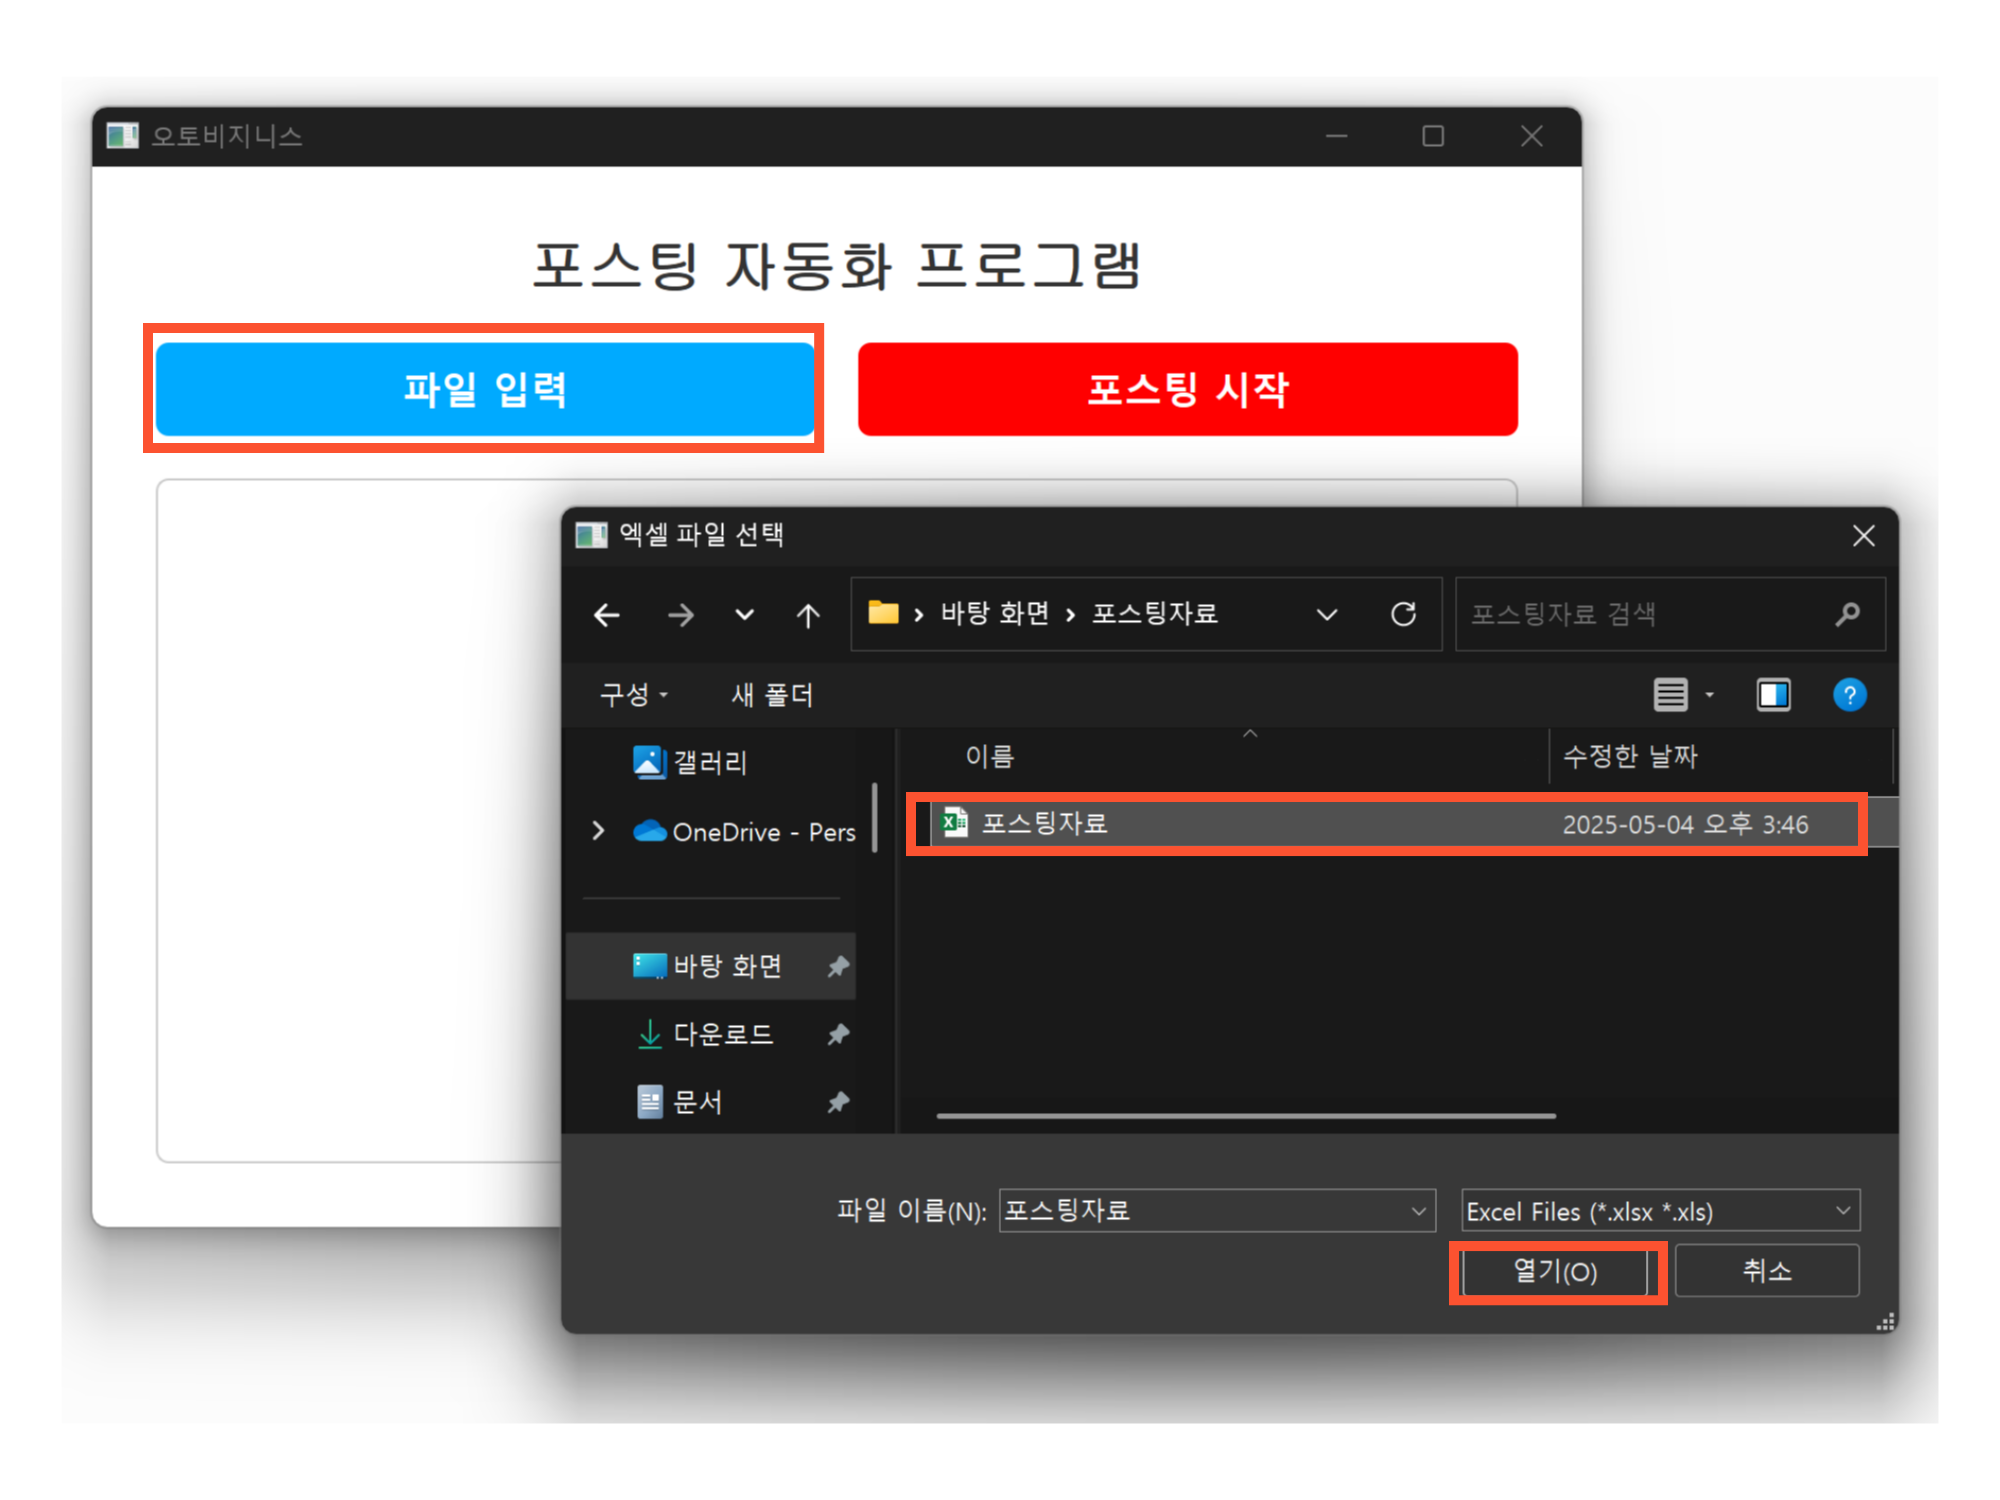 오토비지니스
포스팅 자동화 프로그램
파일 입력
포스팅 시작
엑셀 파일 선택
바탕 화면 포스팅자료
포스팅자료 검색
구성
새 폴더
이름
수정한 날짜
갤러리
OneDrive - Pers
포스팅자료
2025-05-04 오후 3:46
바탕 화면
다운로드
문서
파일 이름(N):
포스팅자료
Excel Files (*.xlsx *.xls)
열기(O)
취소